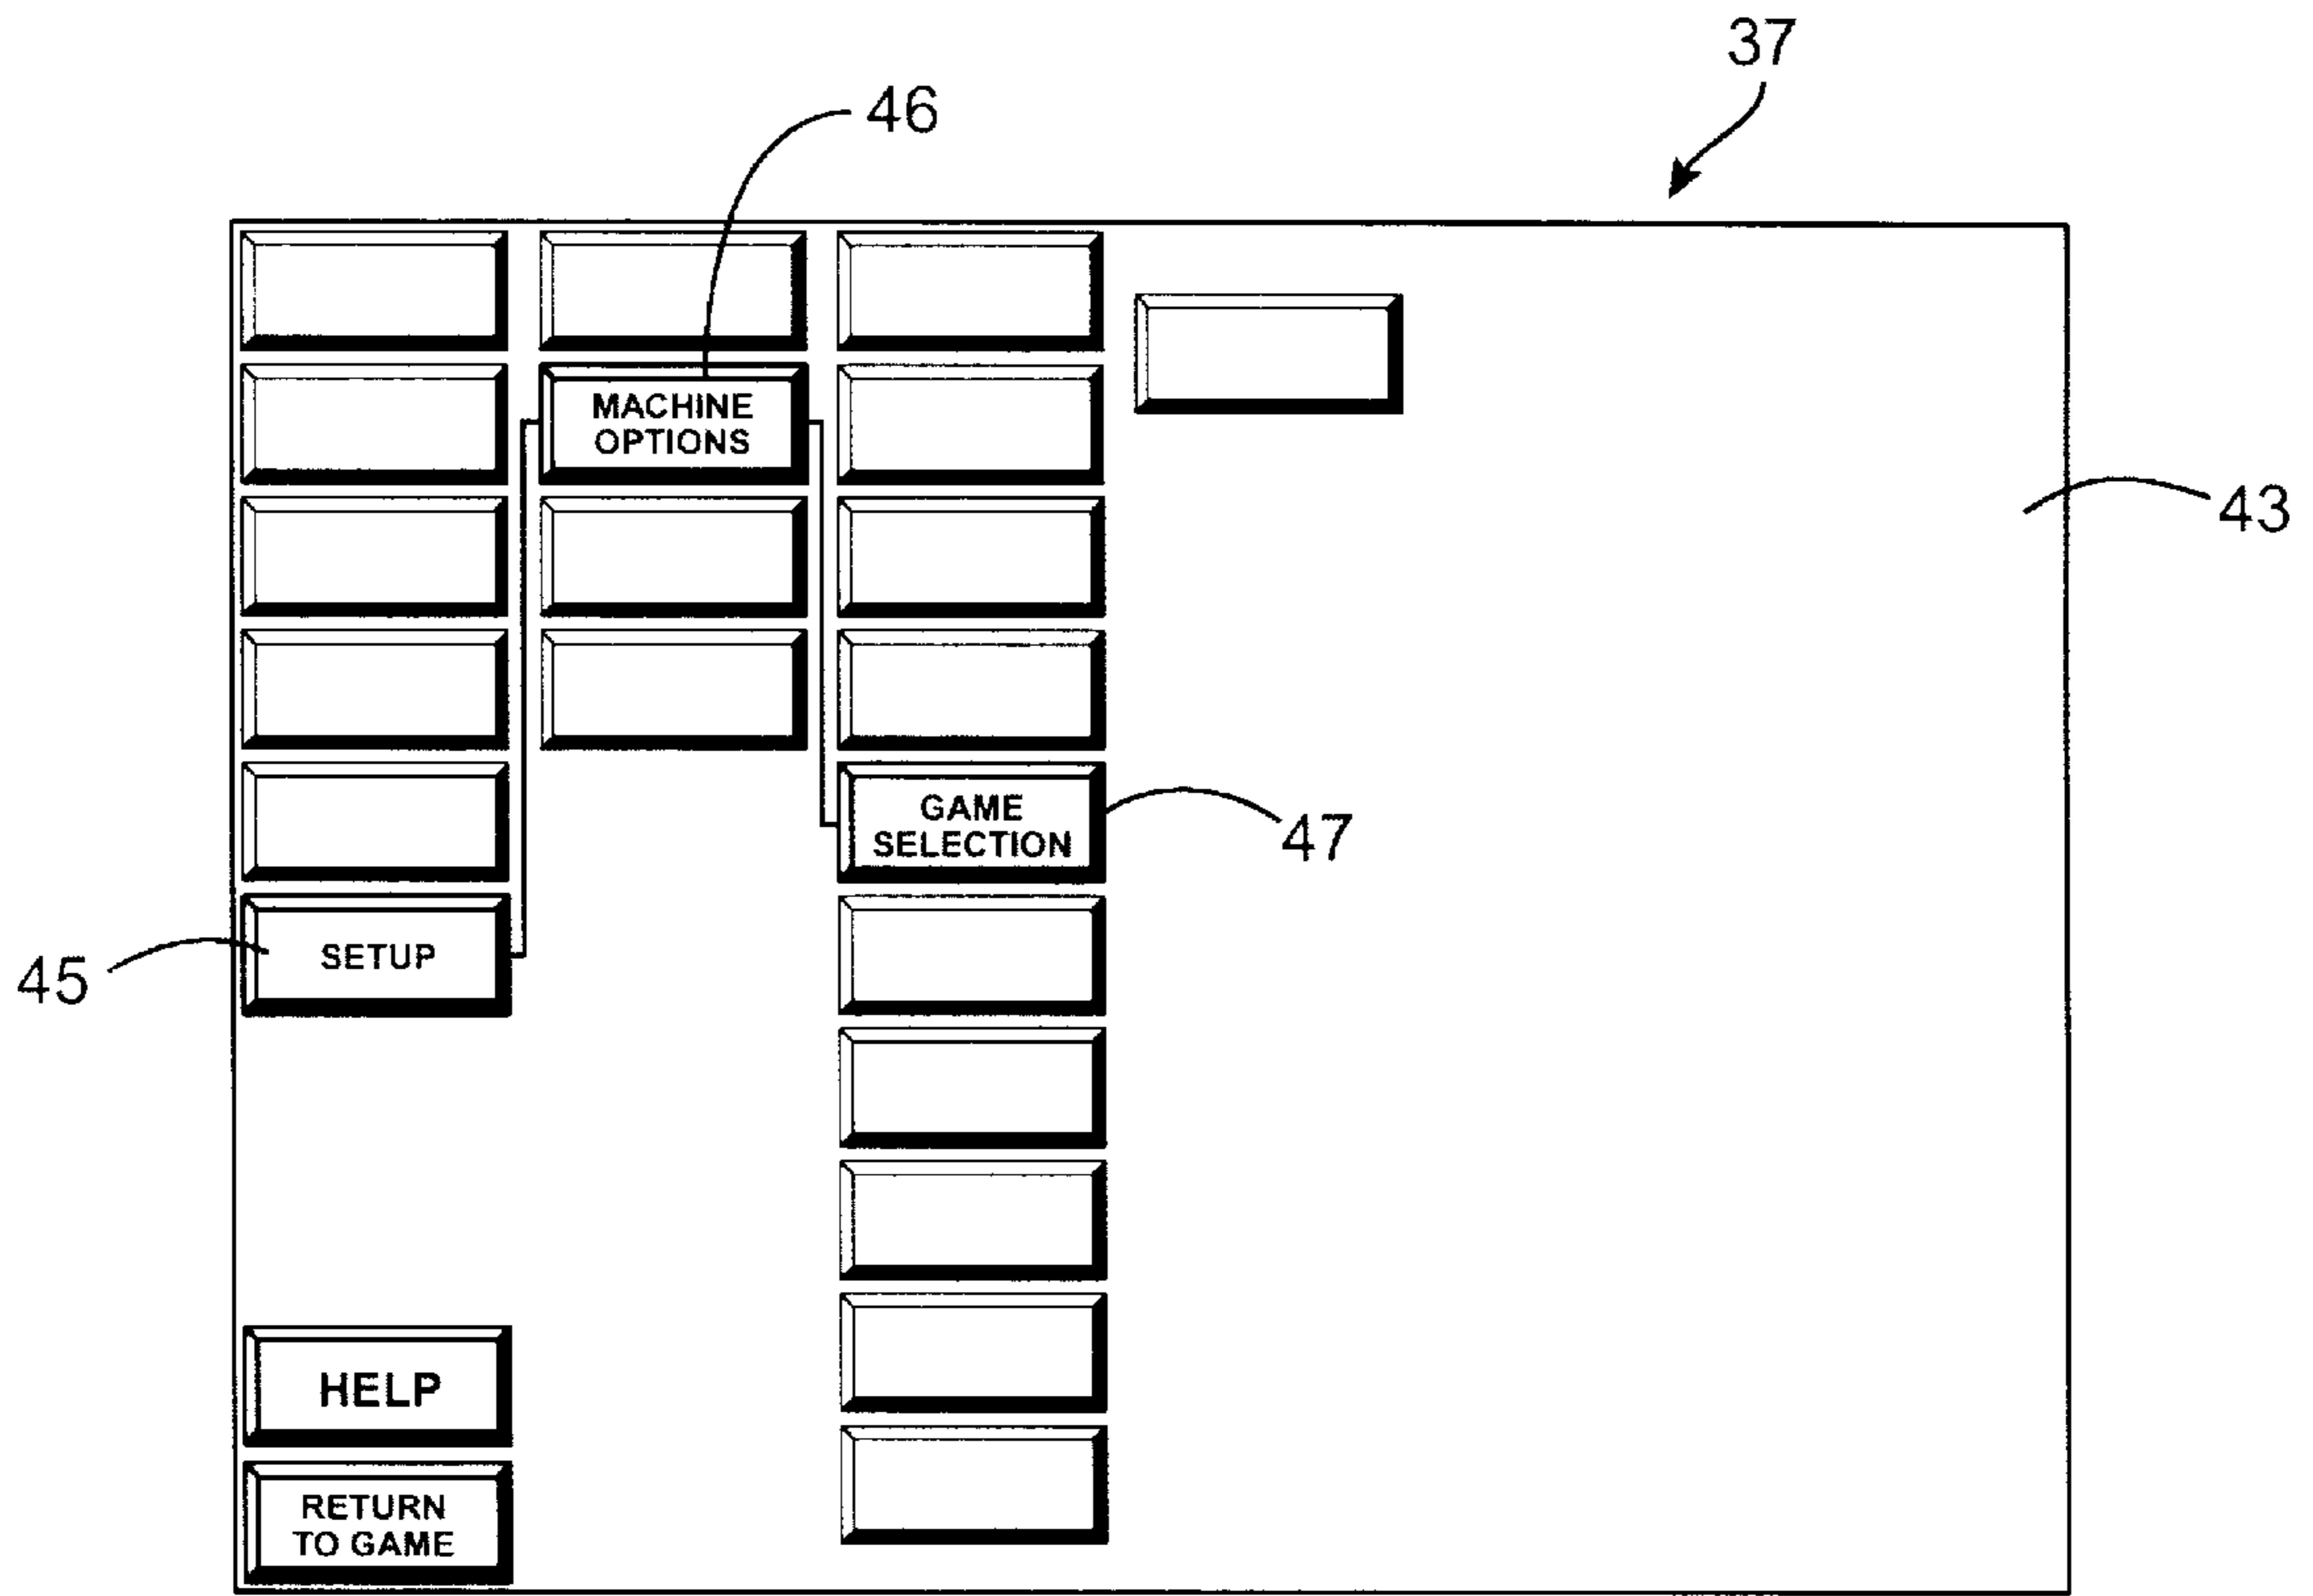 37
46
MACHINE
OPTIONS
43
GAME
SELECTION
47
SETUP
45
HELP
RETURN
TO GAME